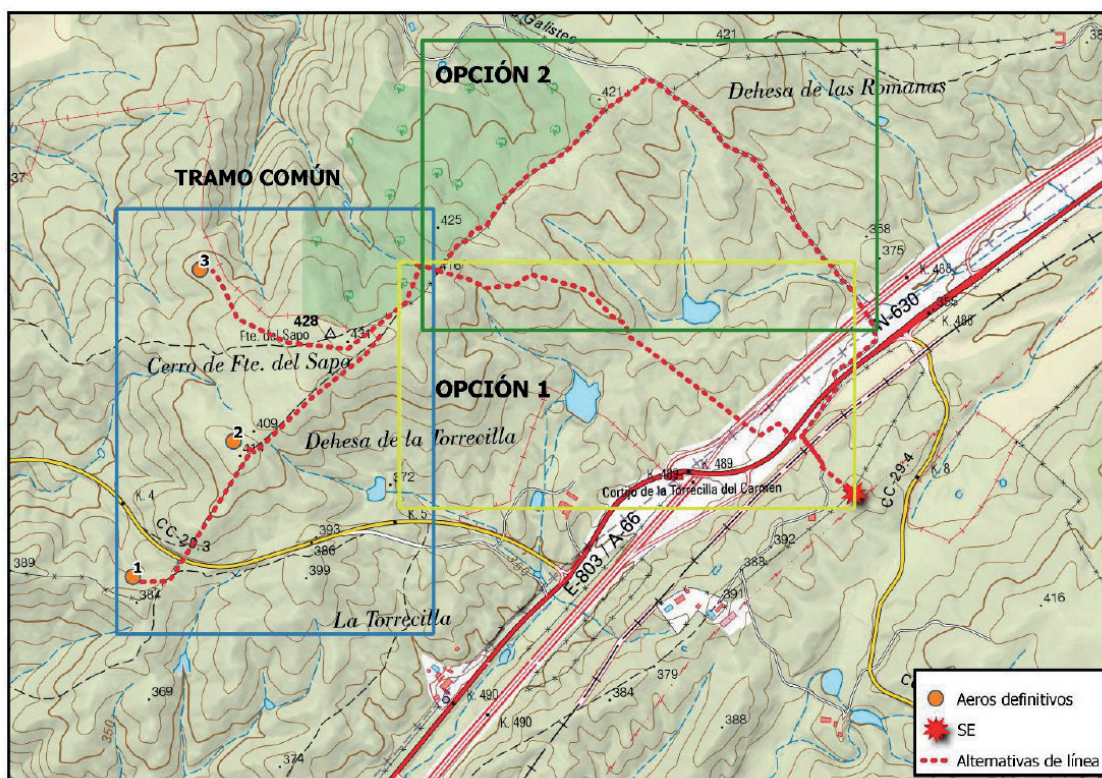 Galisteo
421
OPCIÓN 2
421
Dehesa de las Romanas
TRAMO COMÚN
425
368
375
416
K. 488
3
N-630
355
K. 488
428
Fte. del Sapo
431
Cerro de Fte. del Sapo
OPCIÓN 1
409
2
Dehesa de la Torrecilla
K. 489
K. 4
372
Cortijo de la Torrecilla del Carmen
K. 8
CC-29.4
K. 5
CC-29.3
393
386
392
389
399
388
1
384
E-803 / A-66
391
416
La Torrecilla
379
369
K. 490
384
350
K. 490
388
374
Aeros definitivos
SE
Alternativas de línea